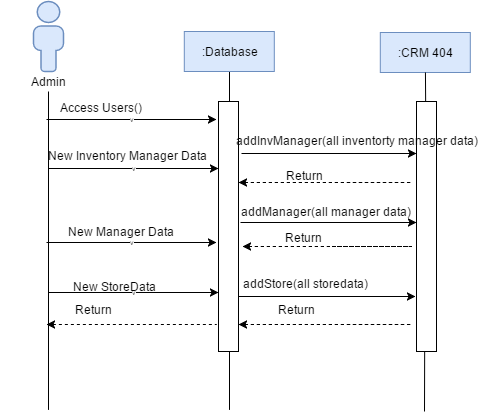 :Database
:CRM 404
Admin
Access Users()
addInvManager(all inventorty manager data)
New Inventory Manager Data
Return
addManager(all manager data)
New Manager Data
Return
New StoreData
addStore(all storedata)
Return
Return